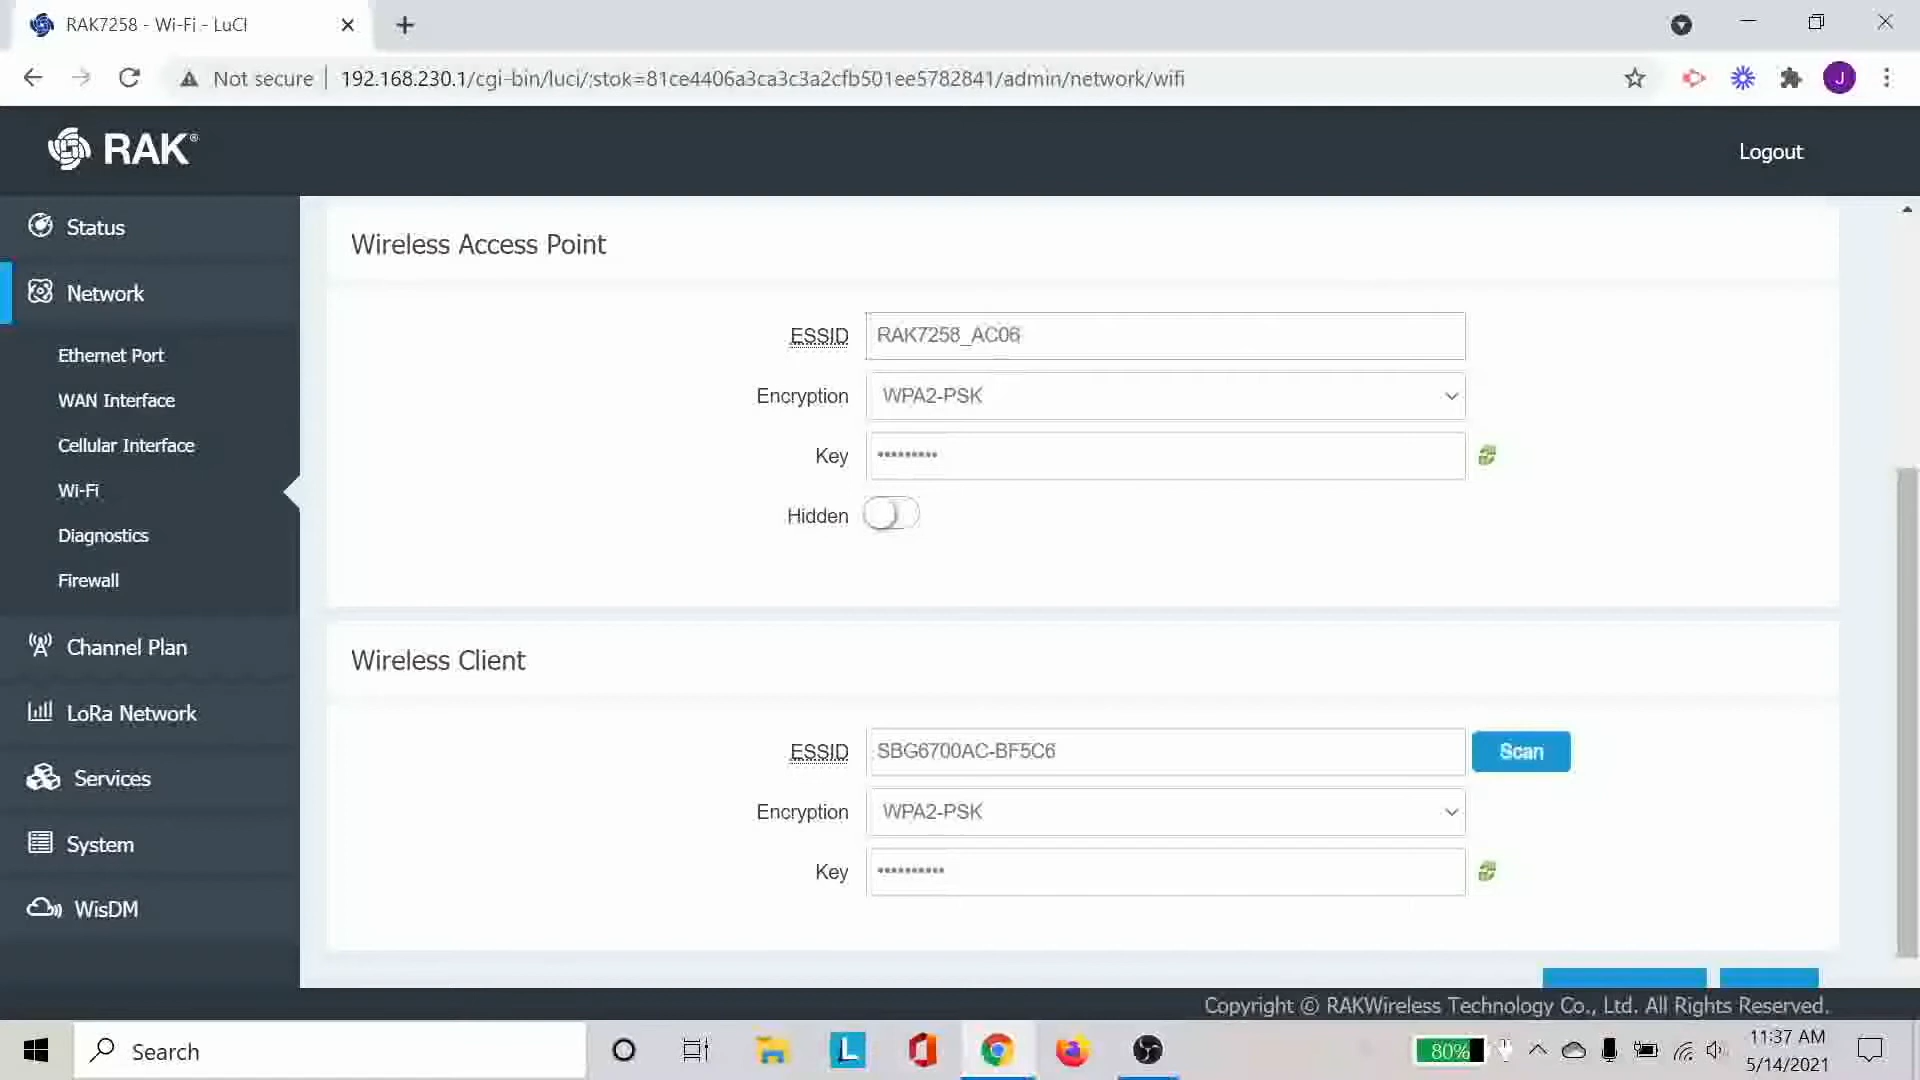 RAK7258 - Wi-Fi - LuCI
Not secure
192.168.230.1/cgi-bin/luci/;stok=81ce4406a3ca3c3a2cfb501ee5782841/admin/network/wifi
J
RAK®
Logout
Status
Network
Ethernet Port
WAN Interface
Cellular Interface
Wi-Fi
Diagnostics
Firewall
Channel Plan
LoRa Network
Services
System
WisDM
Wireless Access Point
ESSID
RAK7258_AC06
Encryption
WPA2-PSK
Key
•••••••••
Hidden
Wireless Client
ESSID
SBG6700AC-BF5C6
Scan
Encryption
WPA2-PSK
Key
••••••••••
Copyright © RAKWireless Technology Co., Ltd. All Rights Reserved.
Search
L
80%
11:37 AM
5/14/2021